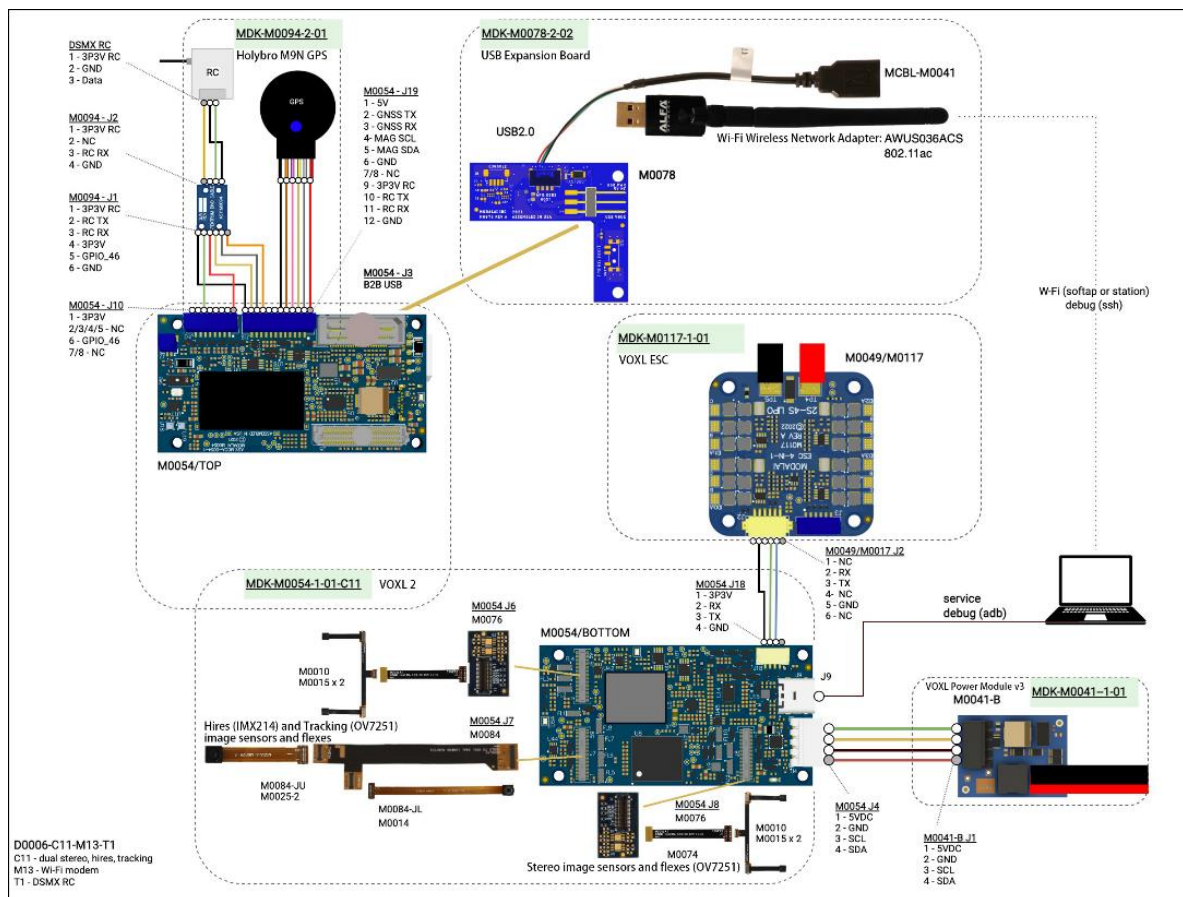 MDK-M0094-2-01
Holybro M9N GPS
DSMX RC
1 - 3P3V RC
2 - GND
3 - Data
RC
GPS
M0094 - J2
1 - 3P3V RC
2 - NC
3 - RC RX
4 - GND
M0094 - J1
1 - 3P3V RC
2 - RC TX
3 - RC RX
4 - 3P3V
5 - GPIO_46
6 - GND
M0054 - J10
1 - 3P3V
2/3/4/5 - NC
6 - GPIO_46
7/8 - NC
M0054 - J19
1 - 5V
2 - GNSS TX
3 - GNSS RX
4- MAG SCL
5 - MAG SDA
6 - GND
7/8 - NC
9 - 3P3V RC
10 - RC TX
11 - RC RX
12 - GND
M0054 - J3
B2B USB
M0054/TOP
MDK-M0078-2-02
USB Expansion Board
MCBL-M0041
USB2.0
ALFA
Wi-Fi Wireless Network Adapter: AWUS036ACS
802.11ac
M0078
W-Fi (softap or station)
debug (ssh)
MDK-M0117-1-01
VOXL ESC
M0049/M0117
2S-4S LIPO
©2022
REV A
M0117
ESC 4-IN-1
MODALAI
M0049/M0017 J2
1 - NC
2 - RX
3 - TX
4- NC
5 - GND
6 - NC
MDK-M0054-1-01-C11
VOXL 2
M0054 J18
1 - 3P3V
2 - RX
3 - TX
4 - GND
service
debug (adb)
M0054/BOTTOM
J9
M0054 J6
M0076
M0010
M0015 x 2
Hires (IMX214) and Tracking (OV7251)
image sensors and flexes
M0054 J7
M0084
M0084-JU
M0025-2
M0084-JL
M0014
M0054 J8
M0076
M0074
M0010
M0015 x 2
Stereo image sensors and flexes (OV7251)
VOXL Power Module v3
M0041-B
MDK-M0041--1-01
M0054 J4
1 - 5VDC
2 - GND
3 - SCL
4 - SDA
M0041-B J1
1 - 5VDC
2 - GND
3 - SCL
4 - SDA
D0006-C11-M13-T1
C11 - dual stereo, hires, tracking
M13 - Wi-Fi modem
T1 - DSMX RC